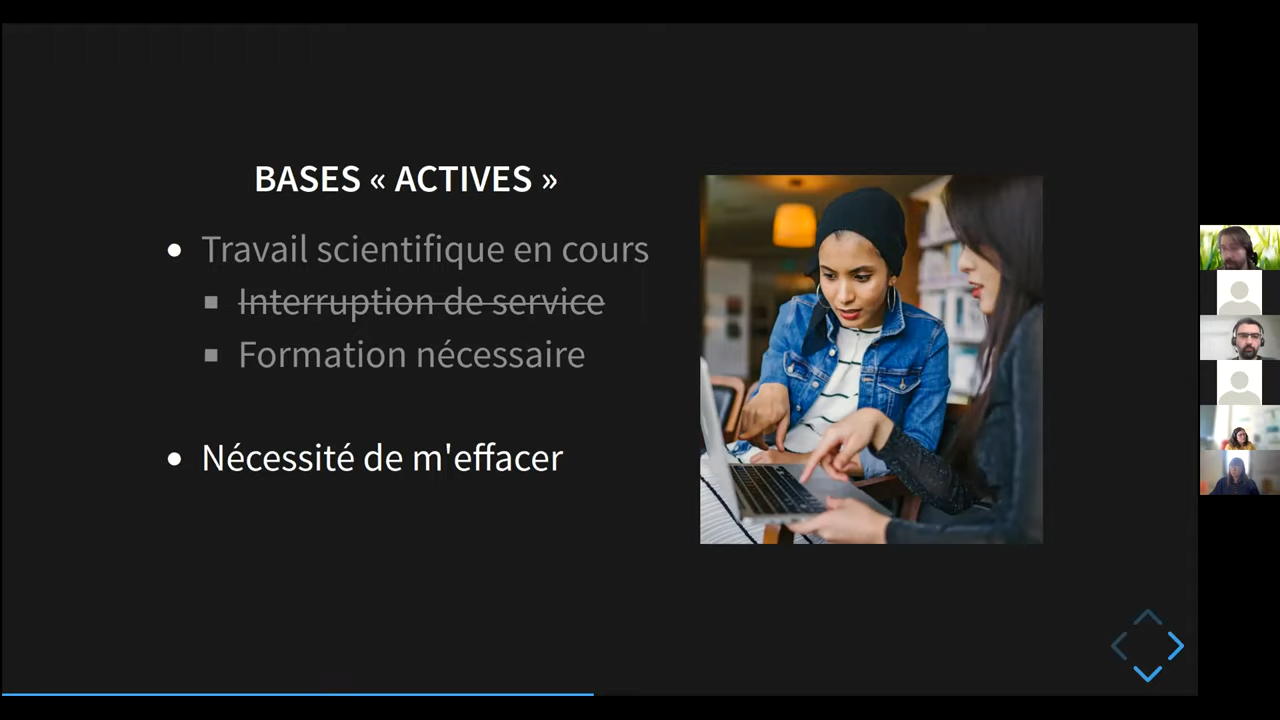 BASES « ACTIVES »
Travail scientifique en cours
Interruption de service
Formation nécessaire
Nécessité de m'effacer